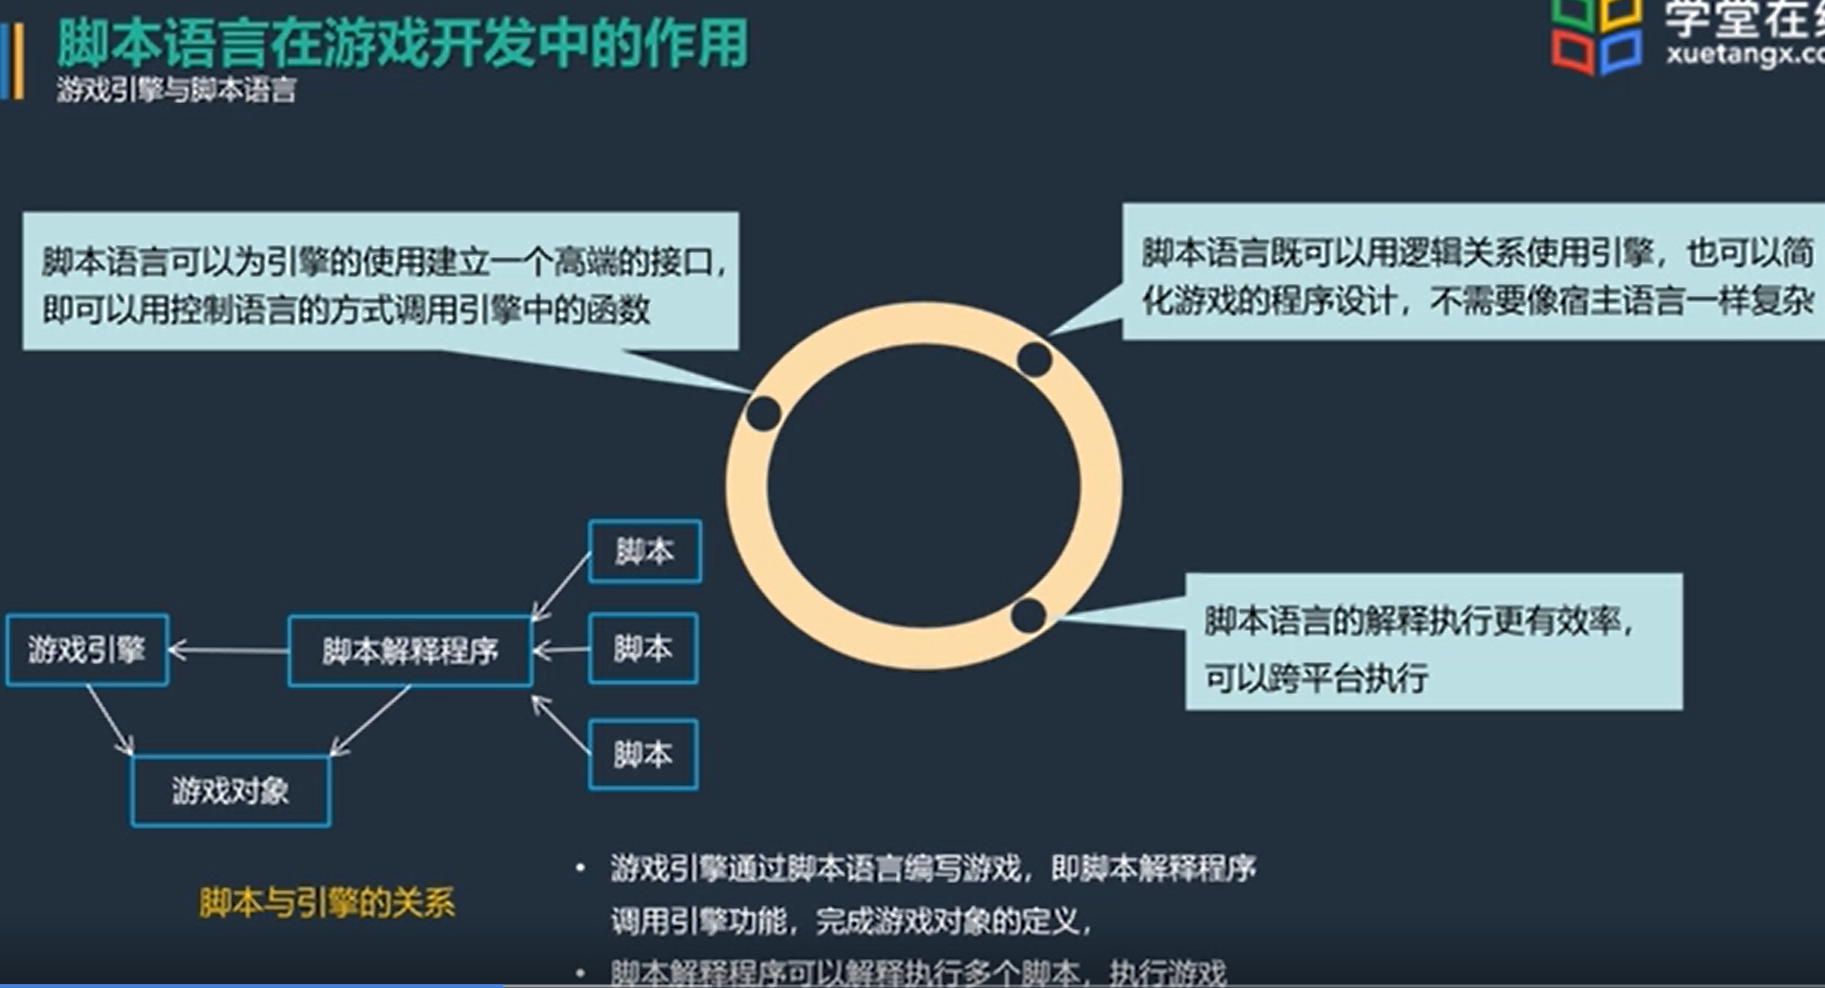 脚本语言在游戏开发中的作用
游戏引擎与脚本语言
学堂在线
xuetangx.co
脚本语言可以为引擎的使用建立一个高端的接口,
即可以用控制语言的方式调用引擎中的函数
脚本语言既可以用逻辑关系使用引擎，也可以简
化游戏的程序设计，不需要像宿主语言一样复杂
脚本
游戏引擎
脚本解释程序
脚本
脚本
游戏对象
脚本语言的解释执行更有效率,
可以跨平台执行
脚本与引擎的关系
• 游戏引擎通过脚本语言编写游戏，即脚本解释程序
调用引擎功能，完成游戏对象的定义,
• 脚本解释程序可以解释执行多个脚本，执行游戏